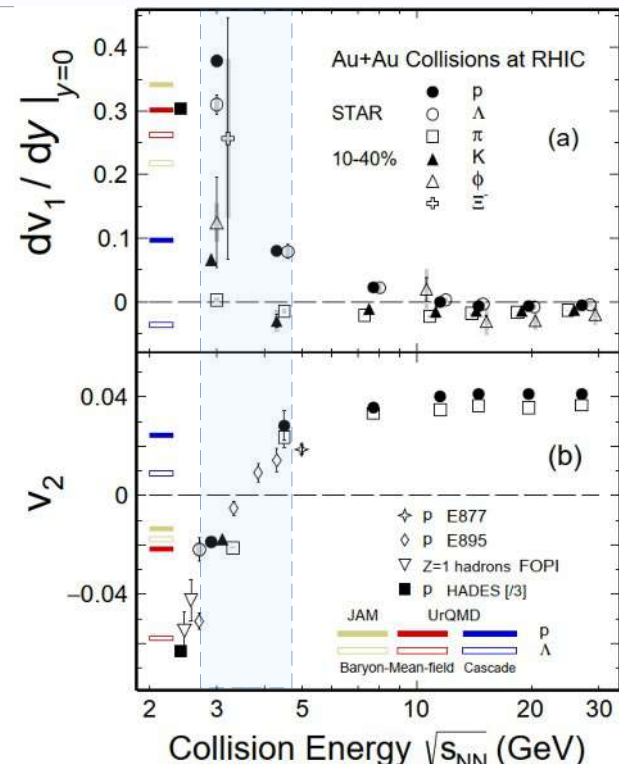 Au+Au Collisions at RHIC
STAR
10-40%
p
Λ
π
K
ϕ
Ξ⁻
(a)
dv₁ / dy |y=0
0.4
0.3
0.2
0.1
0
(b)
v₂
0.04
0
−0.04
p E877
p E895
Z=1 hadrons FOPI
p HADES [/3]
JAM UrQMD
p
Λ
Baryon-Mean-field Cascade
2 3 4 5 10 20 30
Collision Energy √sNN (GeV)